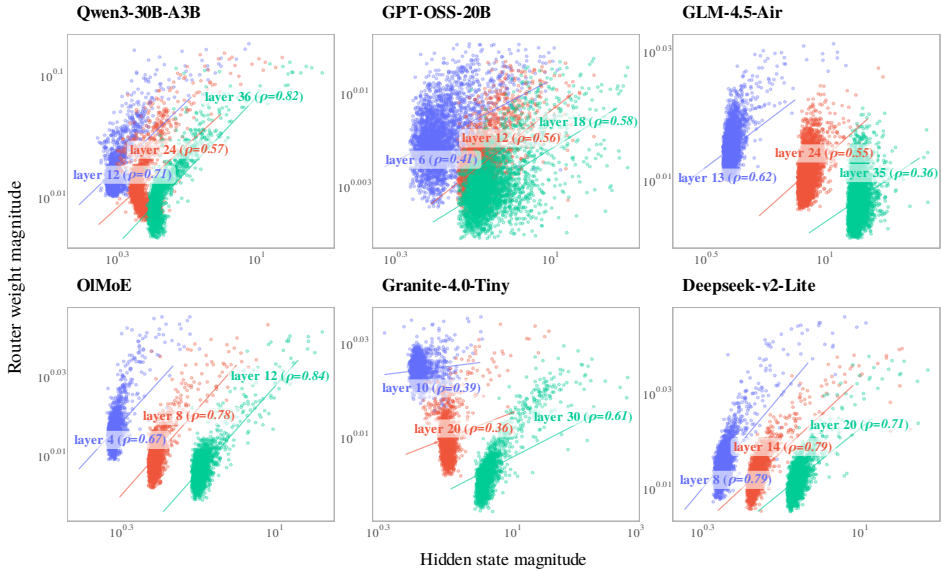 Qwen3-30B-A3B
GPT-OSS-20B
GLM-4.5-Air
10^0.1
10^0.01
layer 36 (ρ=0.82)
layer 24 (ρ=0.57)
layer 12 (ρ=0.71)
10^0.3
10^1
10^0.01
10^0.003
layer 18 (ρ=0.58)
layer 12 (ρ=0.56)
layer 6 (ρ=0.41)
10^1
10^0.03
10^0.01
layer 24 (ρ=0.55)
layer 13 (ρ=0.62)
layer 35 (ρ=0.36)
10^0.5
10^1
OlMoE
Granite-4.0-Tiny
Deepseek-v2-Lite
10^0.03
10^0.01
layer 12 (ρ=0.84)
layer 8 (ρ=0.78)
layer 4 (ρ=0.67)
10^0.3
10^1
10^0.03
10^0.01
layer 10 (ρ=0.39)
layer 30 (ρ=0.61)
layer 20 (ρ=0.36)
10^0.3
10^1
10^3
10^0.03
10^0.01
layer 20 (ρ=0.71)
layer 14 (ρ=0.79)
layer 8 (ρ=0.79)
10^0.3
10^1
Router weight magnitude
Hidden state magnitude